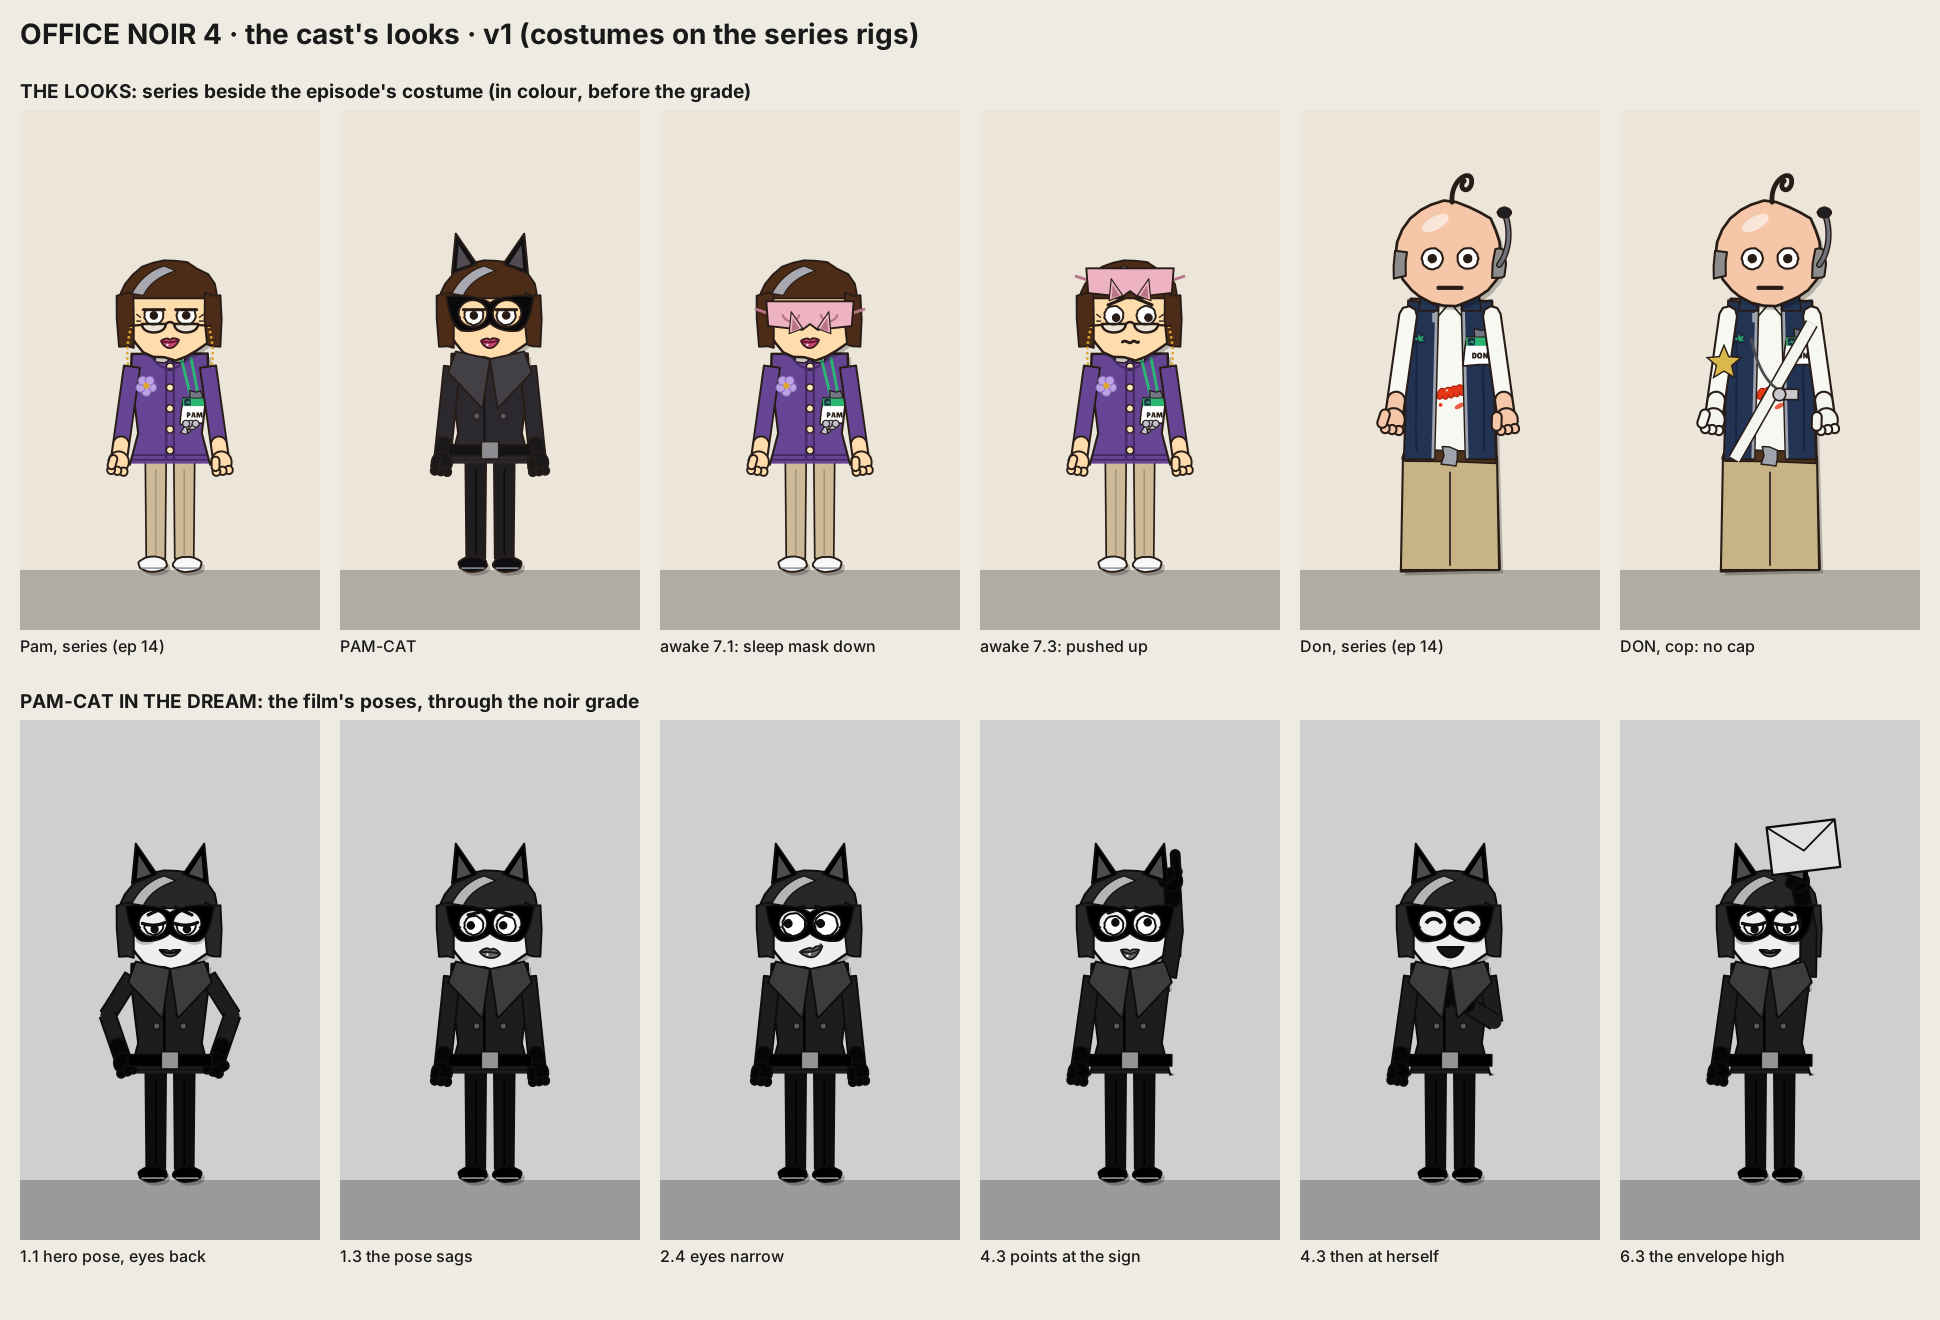 OFFICE NOIR 4 · the cast's looks · v1 (costumes on the series rigs)
THE LOOKS: series beside the episode's costume (in colour, before the grade)
PAM
PAM
PAM
DON
Pam, series (ep 14)
PAM-CAT
awake 7.1: sleep mask down
awake 7.3: pushed up
Don, series (ep 14)
DON, cop: no cap
PAM-CAT IN THE DREAM: the film's poses, through the noir grade
1.1 hero pose, eyes back
1.3 the pose sags
2.4 eyes narrow
4.3 points at the sign
4.3 then at herself
6.3 the envelope high